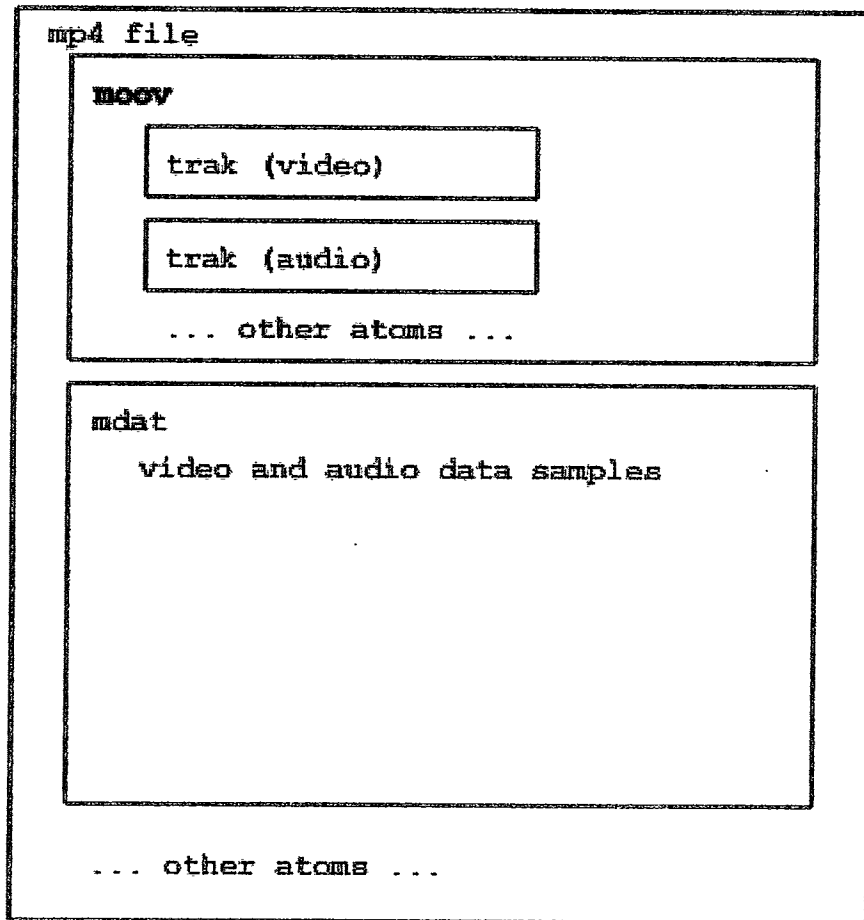 mp4 file
moov
trak (video)
trak (audio)
... other atoms ...
mdat
video and audio data samples
... other atoms ...